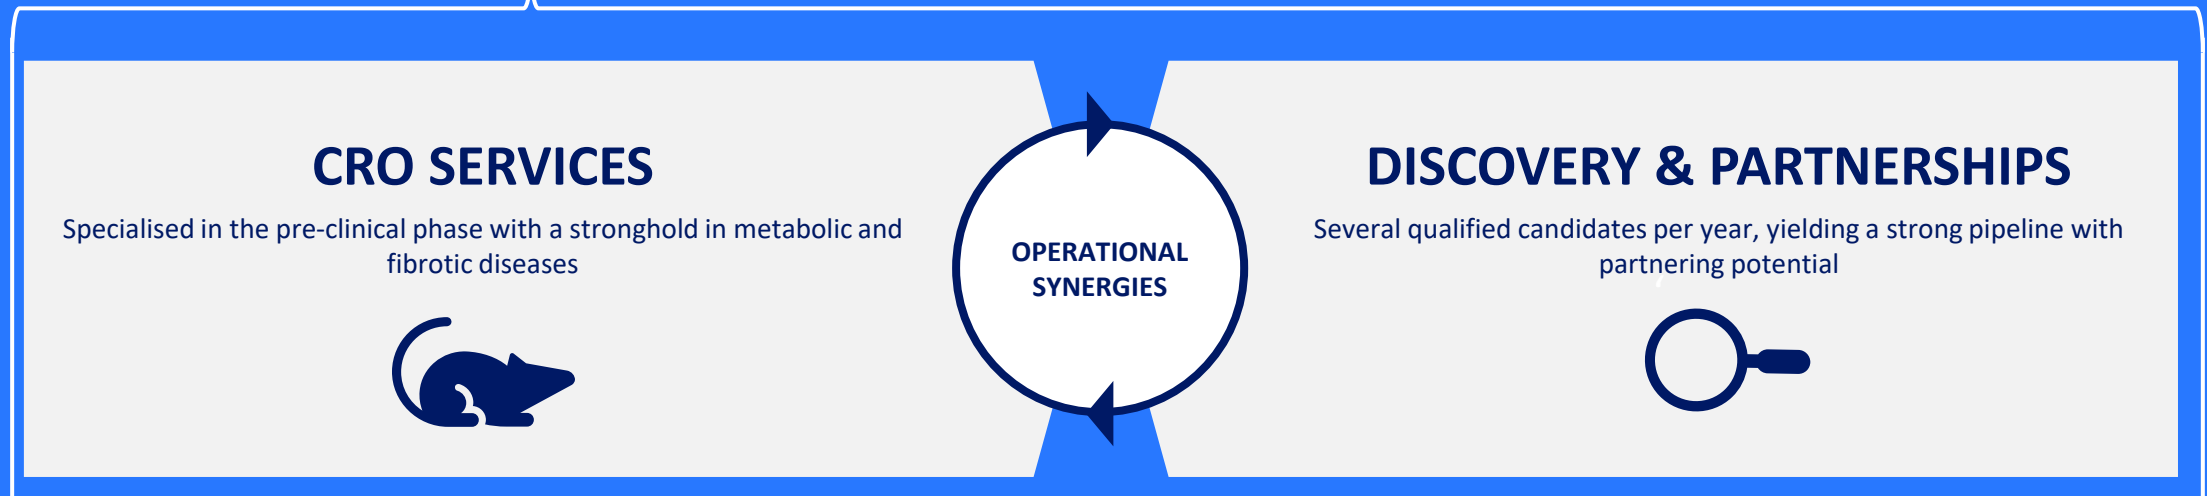 CRO SERVICES
Specialised in the pre-clinical phase with a stronghold in metabolic and
fibrotic diseases
OPERATIONAL
SYNERGIES
DISCOVERY & PARTNERSHIPS
Several qualified candidates per year, yielding a strong pipeline with
partnering potential